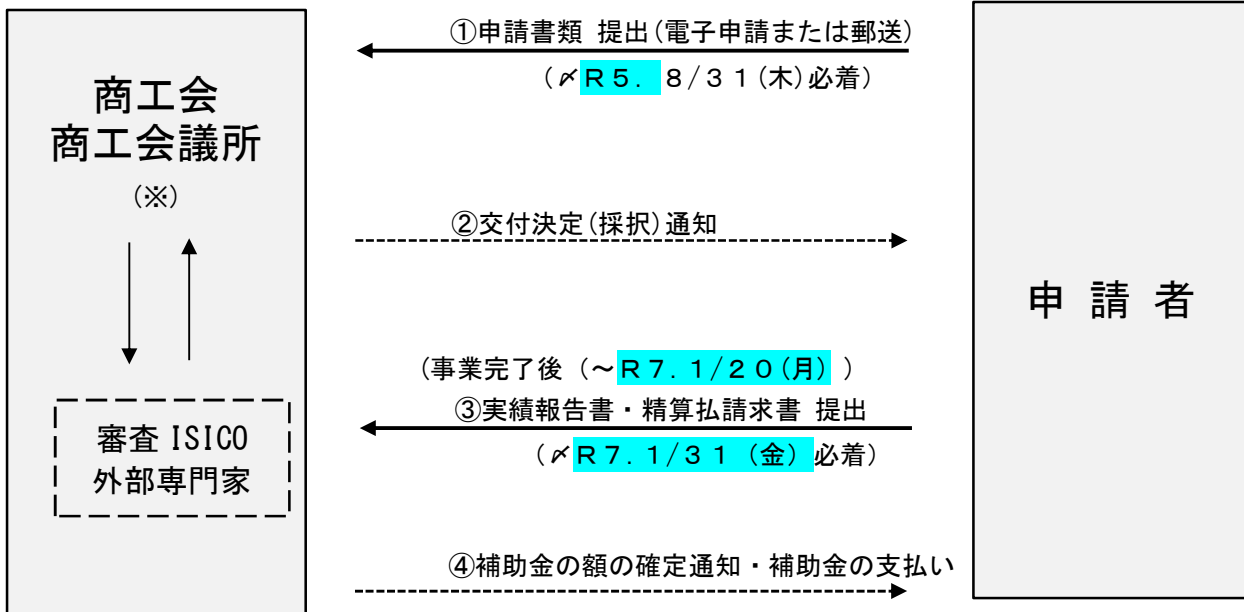 ①申請書類 提出(電子申請または郵送)
(〆R5. 8/31(木)必着)
商工会
商工会議所
(※)
②交付決定(採択)通知
申 請 者
(事業完了後(～R7.1/20(月))
③実績報告書・精算払請求書 提出
(〆R7.1/31(金)必着)
審査 ISICO
外部専門家
④補助金の額の確定通知・補助金の支払い